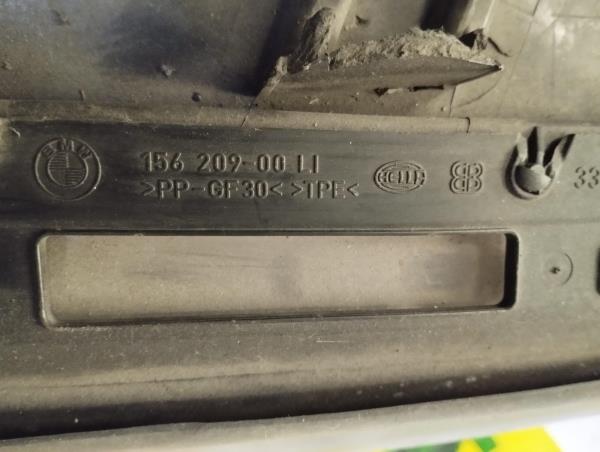 BMW
156 209-00 LI
>PP-GF30<>TPE<
HELLA
33